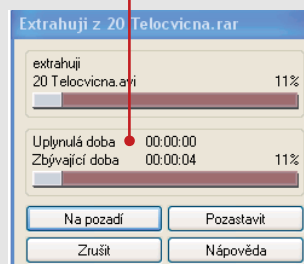 Extrahuji z 20 Telocvicna.rar
extrahuji
20 Telocvicna.avi 11%
Uplynulá doba 00:00:00
Zbývající doba 00:00:04 11%
Na pozadí Pozastavit
Zrušit Nápověda